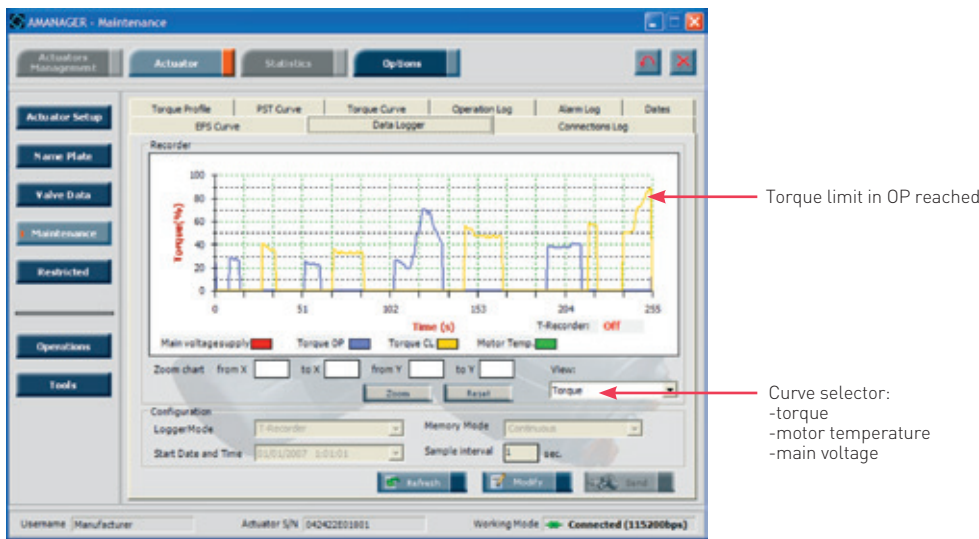 AMANAGER - Maintenance
Actuators Management
Actuator
Statistics
Options
Actuator Setup
Name Plate
Valve Data
Maintenance
Restricted
Operations
Tools
Torque Profile PST Curve Torque Curve Operation Log Alarm Log Dates
EPS Curve Data Logger Connections Log
Recorder
Torque(%)
100
80
60
40
20
0
0 51 102 153 204 255
Time (s)
T-Recorder: Off
Main voltage supply Torque OP Torque CL Motor Temp.
Zoom chart from X to X from Y to Y View:
Zoom Reset Torque
Configuration
LoggerMode T-Recorder Memory Mode Continuous
Start Date and Time 01/01/2007 1:01:01 Sample interval 1 sec.
Refresh Modify Send
Username Manufacturer Actuator S/N 042422E01001 Working Mode Connected (115200bps)
Torque limit in OP reached
Curve selector:
-torque
-motor temperature
-main voltage